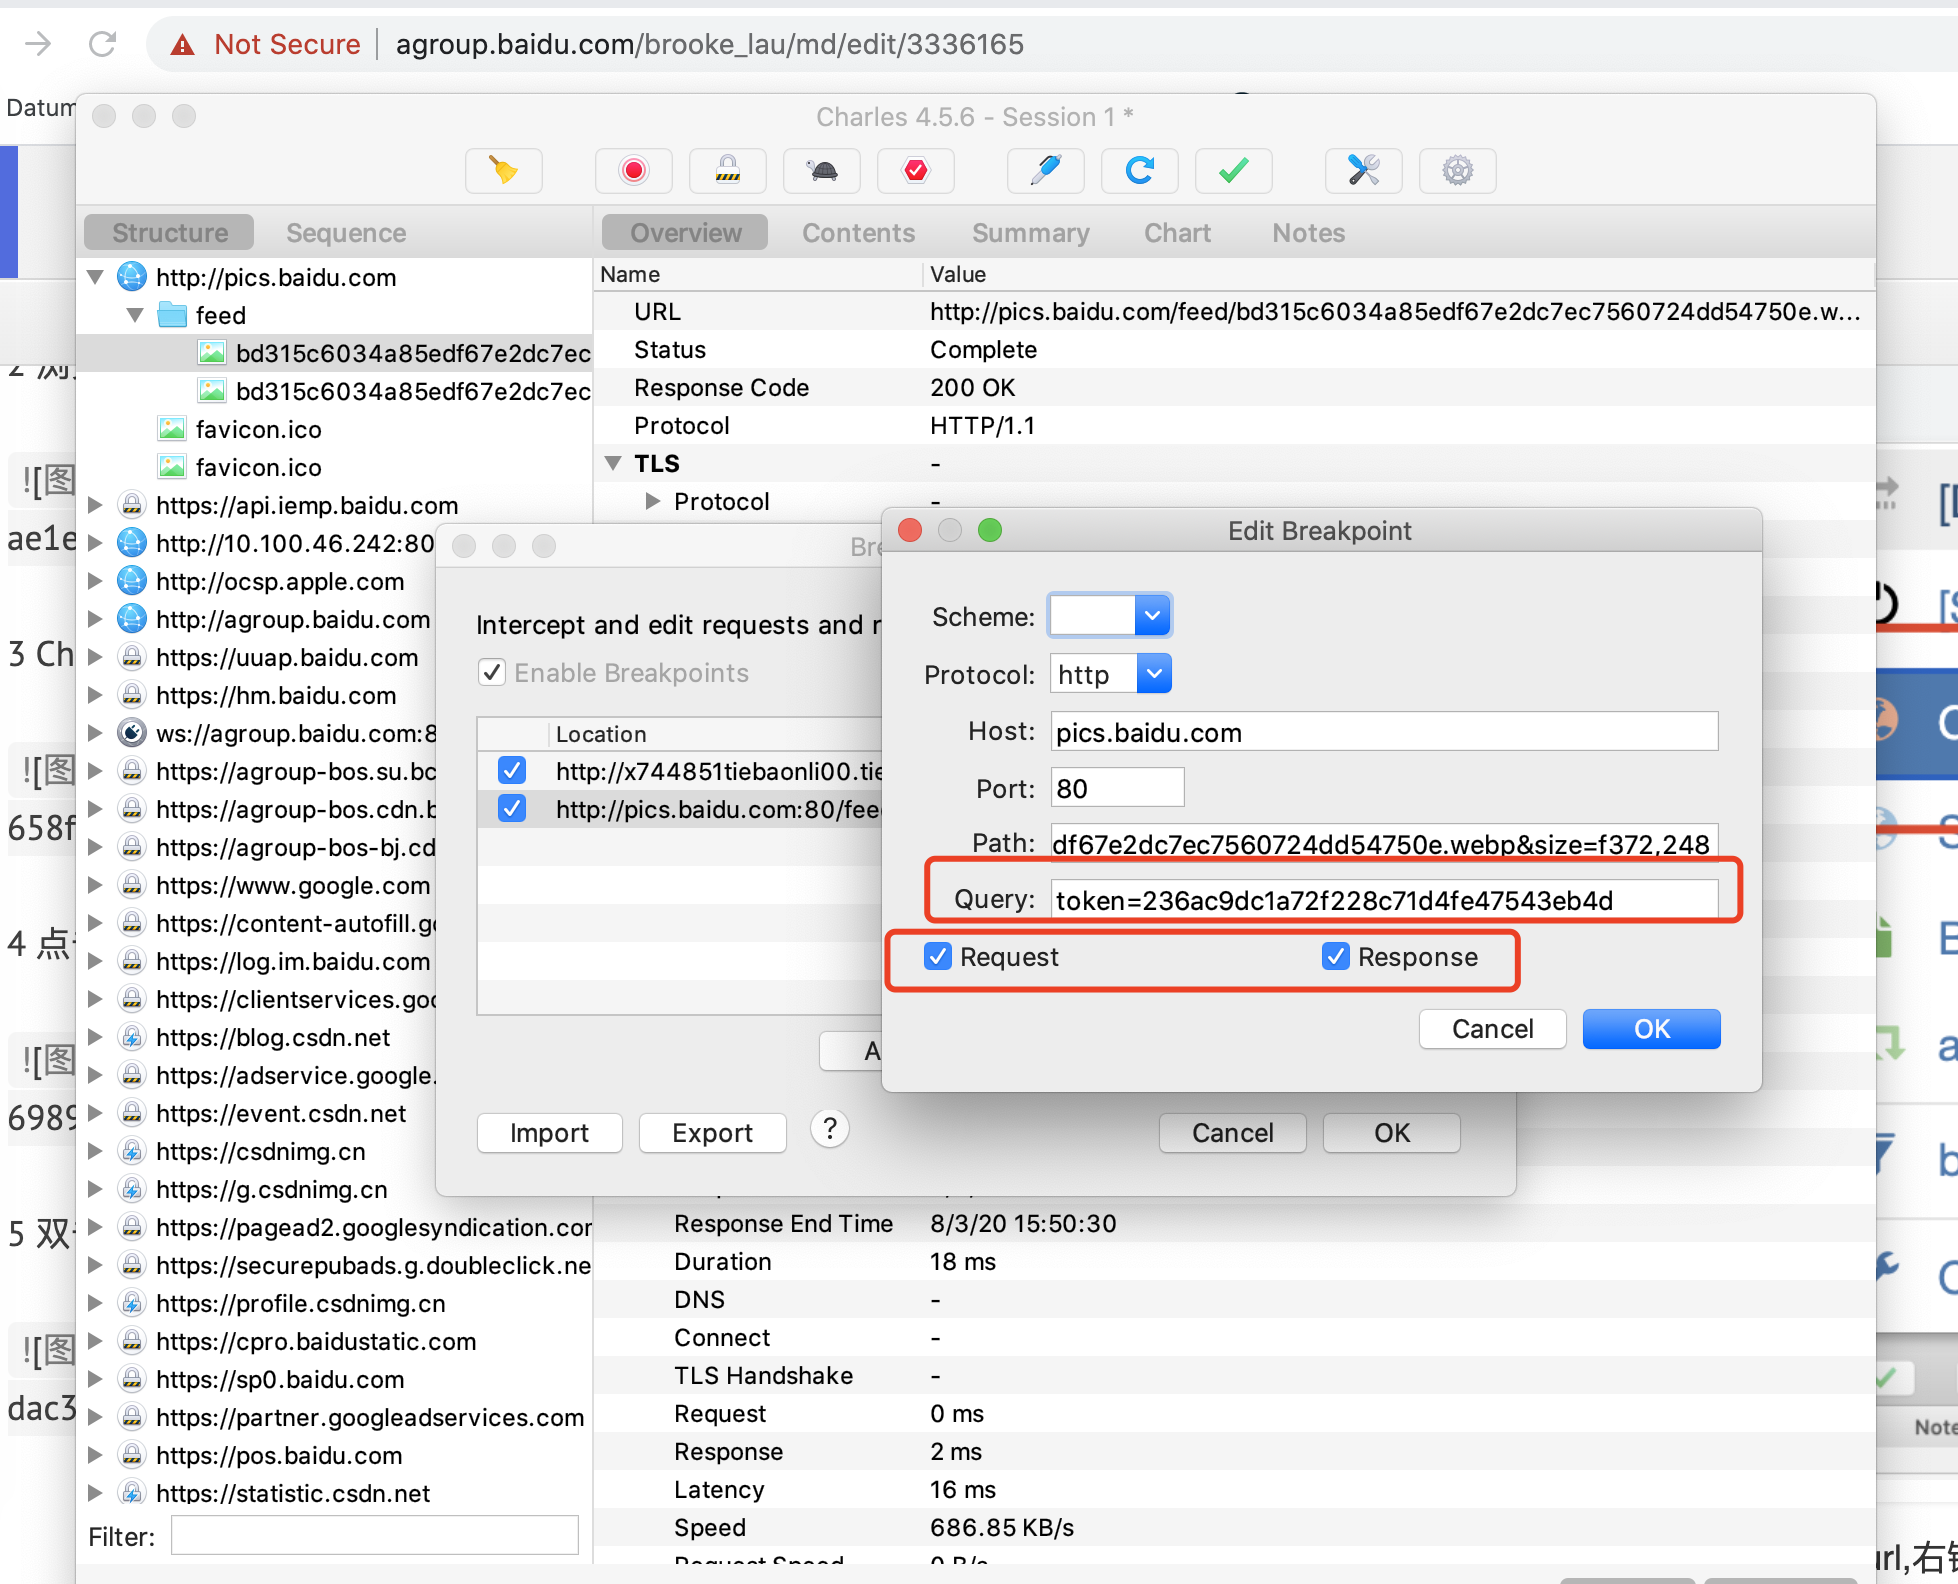 Not Secure
agroup.baidu.com/brooke_lau/md/edit/3336165
Datum
Charles 4.5.6 - Session 1 *
Structure
Sequence
Overview
Contents
Summary
Chart
Notes
http://pics.baidu.com
feed
bd315c6034a85edf67e2dc7ec
bd315c6034a85edf67e2dc7ec
favicon.ico
favicon.ico
https://api.iemp.baidu.com
http://10.100.46.242:80
http://ocsp.apple.com
http://agroup.baidu.com
https://uuap.baidu.com
https://hm.baidu.com
ws://agroup.baidu.com:8
https://agroup-bos.su.bc
https://agroup-bos.cdn.b
https://agroup-bos-bj.cd
https://www.google.com
https://content-autofill.go
https://log.im.baidu.com
https://clientservices.goo
https://blog.csdn.net
https://adservice.google.
https://event.csdn.net
https://csdnimg.cn
https://g.csdnimg.cn
https://pagead2.googlesyndication.com
https://securepubads.g.doubleclick.ne
https://profile.csdnimg.cn
https://cpro.baidustatic.com
https://sp0.baidu.com
https://partner.googleadservices.com
https://pos.baidu.com
https://statistic.csdn.net
Filter:
Name Value
URL http://pics.baidu.com/feed/bd315c6034a85edf67e2dc7ec7560724dd54750e.w...
Status Complete
Response Code 200 OK
Protocol HTTP/1.1
TLS -
Protocol -
Intercept and edit requests and r
Enable Breakpoints
Location
http://x744851tiebaonli00.tie
http://pics.baidu.com:80/fee
A
Import
Export
?
Cancel
OK
Edit Breakpoint
Scheme:
Protocol: http
Host: pics.baidu.com
Port: 80
Path: df67e2dc7ec7560724dd54750e.webp&size=f372,248
Query: token=236ac9dc1a72f228c71d4fe47543eb4d
Request
Response
Cancel
OK
Response End Time 8/3/20 15:50:30
Duration 18 ms
DNS -
Connect -
TLS Handshake -
Request 0 ms
Response 2 ms
Latency 16 ms
Speed 686.85 KB/s
Request Speed 0 B/s
![图
ae1e
3 Ch
![图
658f
4 点
![图
6989
5 双
![图
dac3
Note
url,右